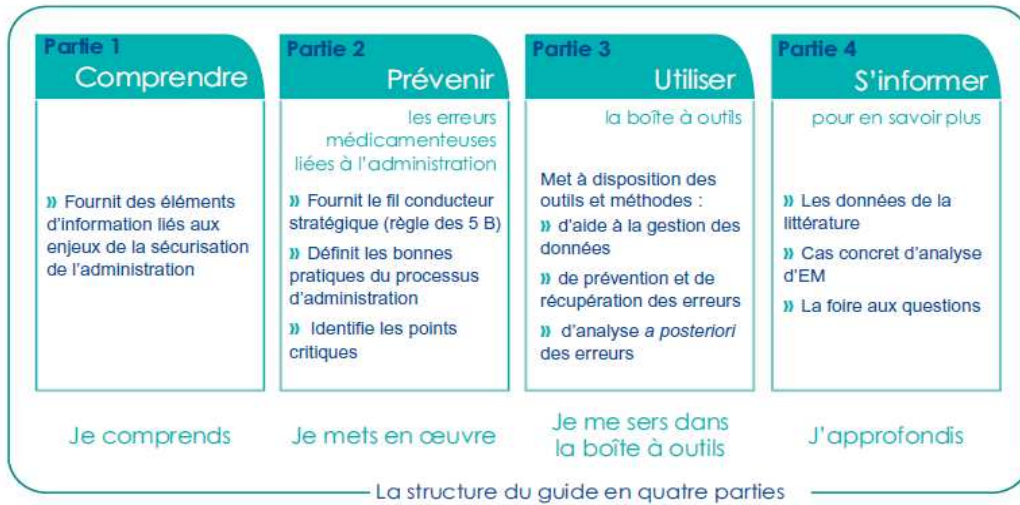 Partie 1
Comprendre
» Fournit des éléments
d'information liés aux
enjeux de la sécurisation
de l'administration
Je comprends
Partie 2
Prévenir
les erreurs
médicamenteuses
liées à l'administration
» Fournit le fil conducteur
stratégique (règle des 5 B)
» Définit les bonnes
pratiques du processus
d'administration
» Identifie les points
critiques
Je mets en œuvre
Partie 3
Utiliser
la boîte à outils
Met à disposition des
outils et méthodes :
» d'aide à la gestion des
données
» de prévention et de
récupération des erreurs
» d'analyse a posteriori
des erreurs
Je me sers dans
la boîte à outils
Partie 4
S'informer
pour en savoir plus
» Les données de la
littérature
» Cas concret d'analyse
d'EM
» La foire aux questions
J'approfondis
La structure du guide en quatre parties